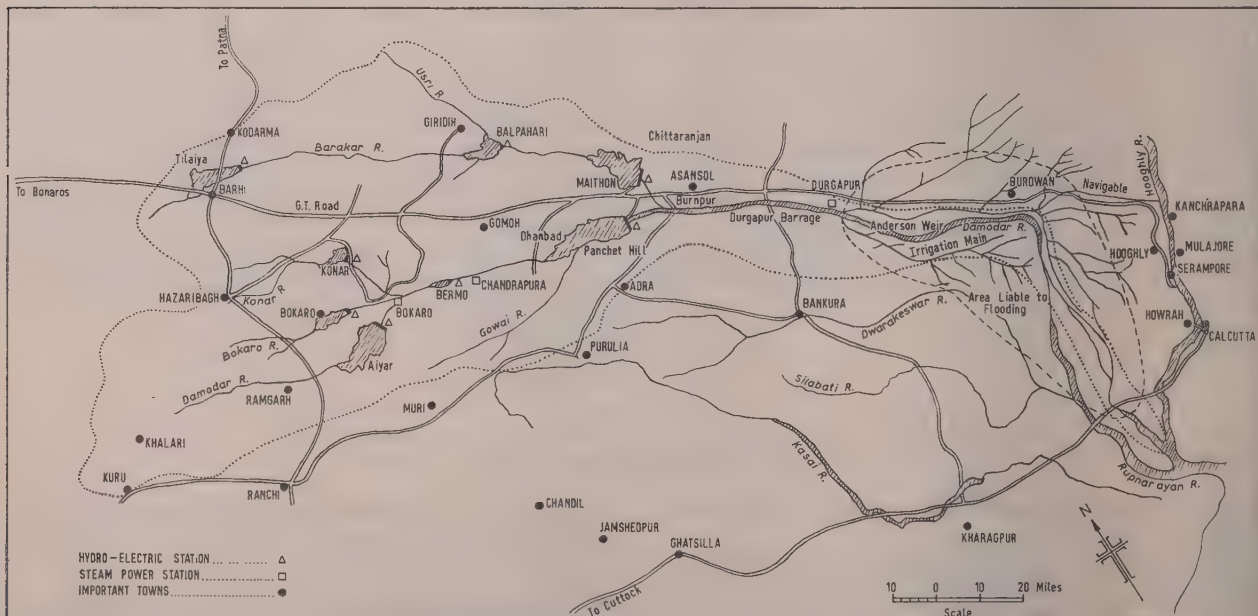 To Patna
Usri R.
KODARMA
GIRIDIH
BALPAHARI
Chittaranjan
Hooghly R.
Tilaiya
Barakar R.
MAITHON
ASANSOL
DURGAPUR
BURDWAN
Navigable
KANCHRAPARA
To Bonaros
BARHI
G.T. Road
GOMOH
Burnpur
Durgapur Barrage
Anderson Weir
Damodar R.
Dhanbad
Panchet Hill
Irrigation Main
HOOGHLY
MULAJORE
SERAMPORE
KONAR
HAZARIBAGH
Konar R
BERMO
CHANDRAPURA
ADRA
Area Liable to
Flooding
BOKARO
BOKARO
Gowai R.
BANKURA
Dwarakeswar R.
HOWRAH
CALCUTTA
Bokaro R.
Aiyar
PURULIA
Silabati R.
Damodar R.
RAMGARH
MURI
KHALARI
Kasai R.
KURU
RANCHI
Rupnarayan R.
CHANDIL
JAMSHEDPUR
KHARAGPUR
N
GHATSILLA
To Cuttock
HYDRO-ELECTRIC STATION
STEAM POWER STATION
IMPORTANT TOWNS
10 0 10 20 Miles
Scale